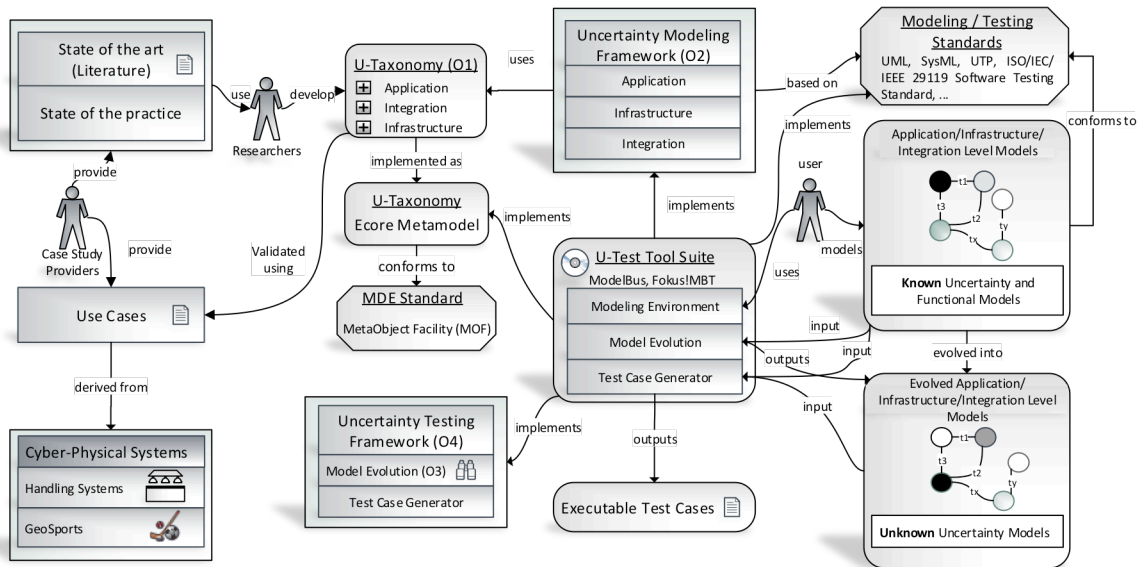 State of the art
(Literature)
State of the practice
use
develop
Researchers
provide
Case Study
Providers
provide
Use Cases
derived from
Cyber-Physical Systems
Handling Systems
GeoSports
U-Taxonomy (O1)
Application
Integration
Infrastructure
implemented as
U-Taxonomy
Ecore Metamodel
Validated
using
conforms to
MDE Standard
MetaObject Facility (MOF)
uses
Uncertainty Modeling
Framework (O2)
Application
Infrastructure
Integration
implements
implements
U-Test Tool Suite
ModelBus, Fokus!MBT
Modeling Environment
Model Evolution
Test Case Generator
Uncertainty Testing
Framework (O4)
Model Evolution (O3)
Test Case Generator
implements
outputs
Executable Test Cases
based on
implements
user
models
uses
input
input
outputs
input
Modeling / Testing
Standards
UML, SysML, UTP, ISO/IEC/
IEEE 29119 Software Testing
Standard, ...
conforms to
Application/Infrastructure/
Integration Level Models
t1
t3
t2
ty
tx
Known Uncertainty and
Functional Models
evolved into
Evolved Application/
Infrastructure/Integration Level
Models
t1
t3
t2
ty
tx
Unknown Uncertainty Models